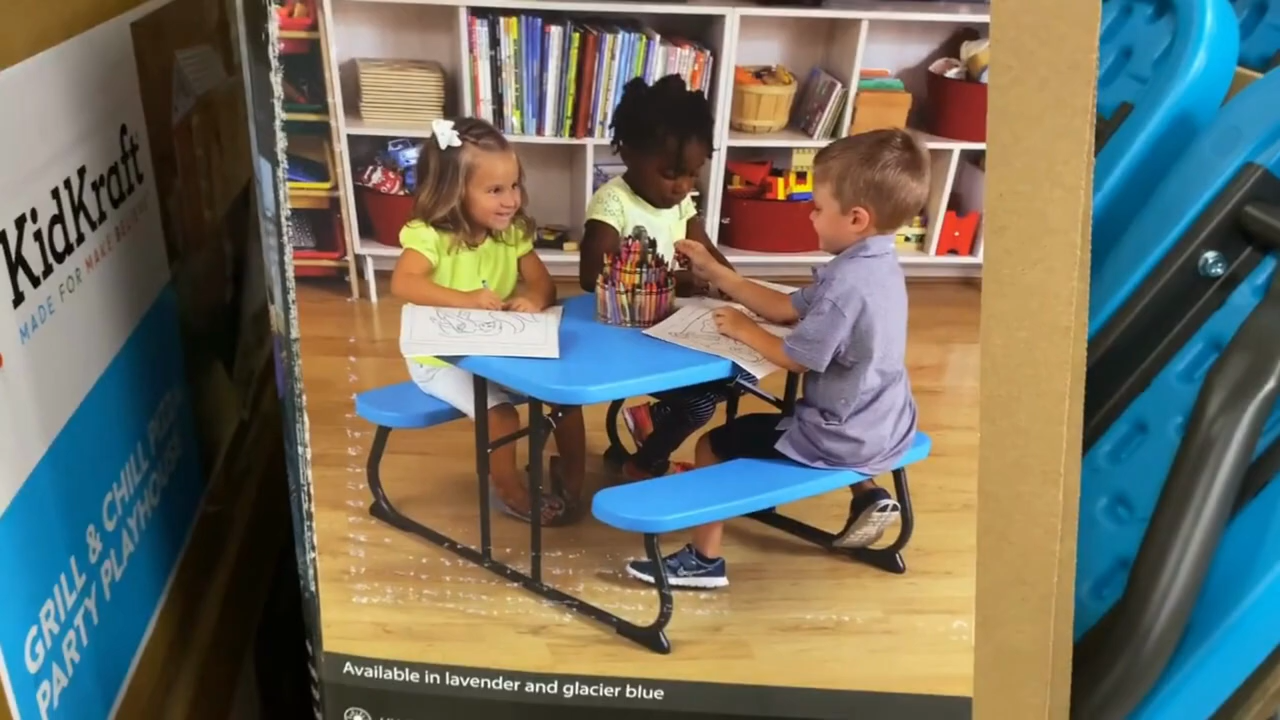 KidKraft
MADE FOR MAKE BELIEVE
GRILL & CHILL
PARTY PLAYHOUSE
Available in lavender and glacier blue